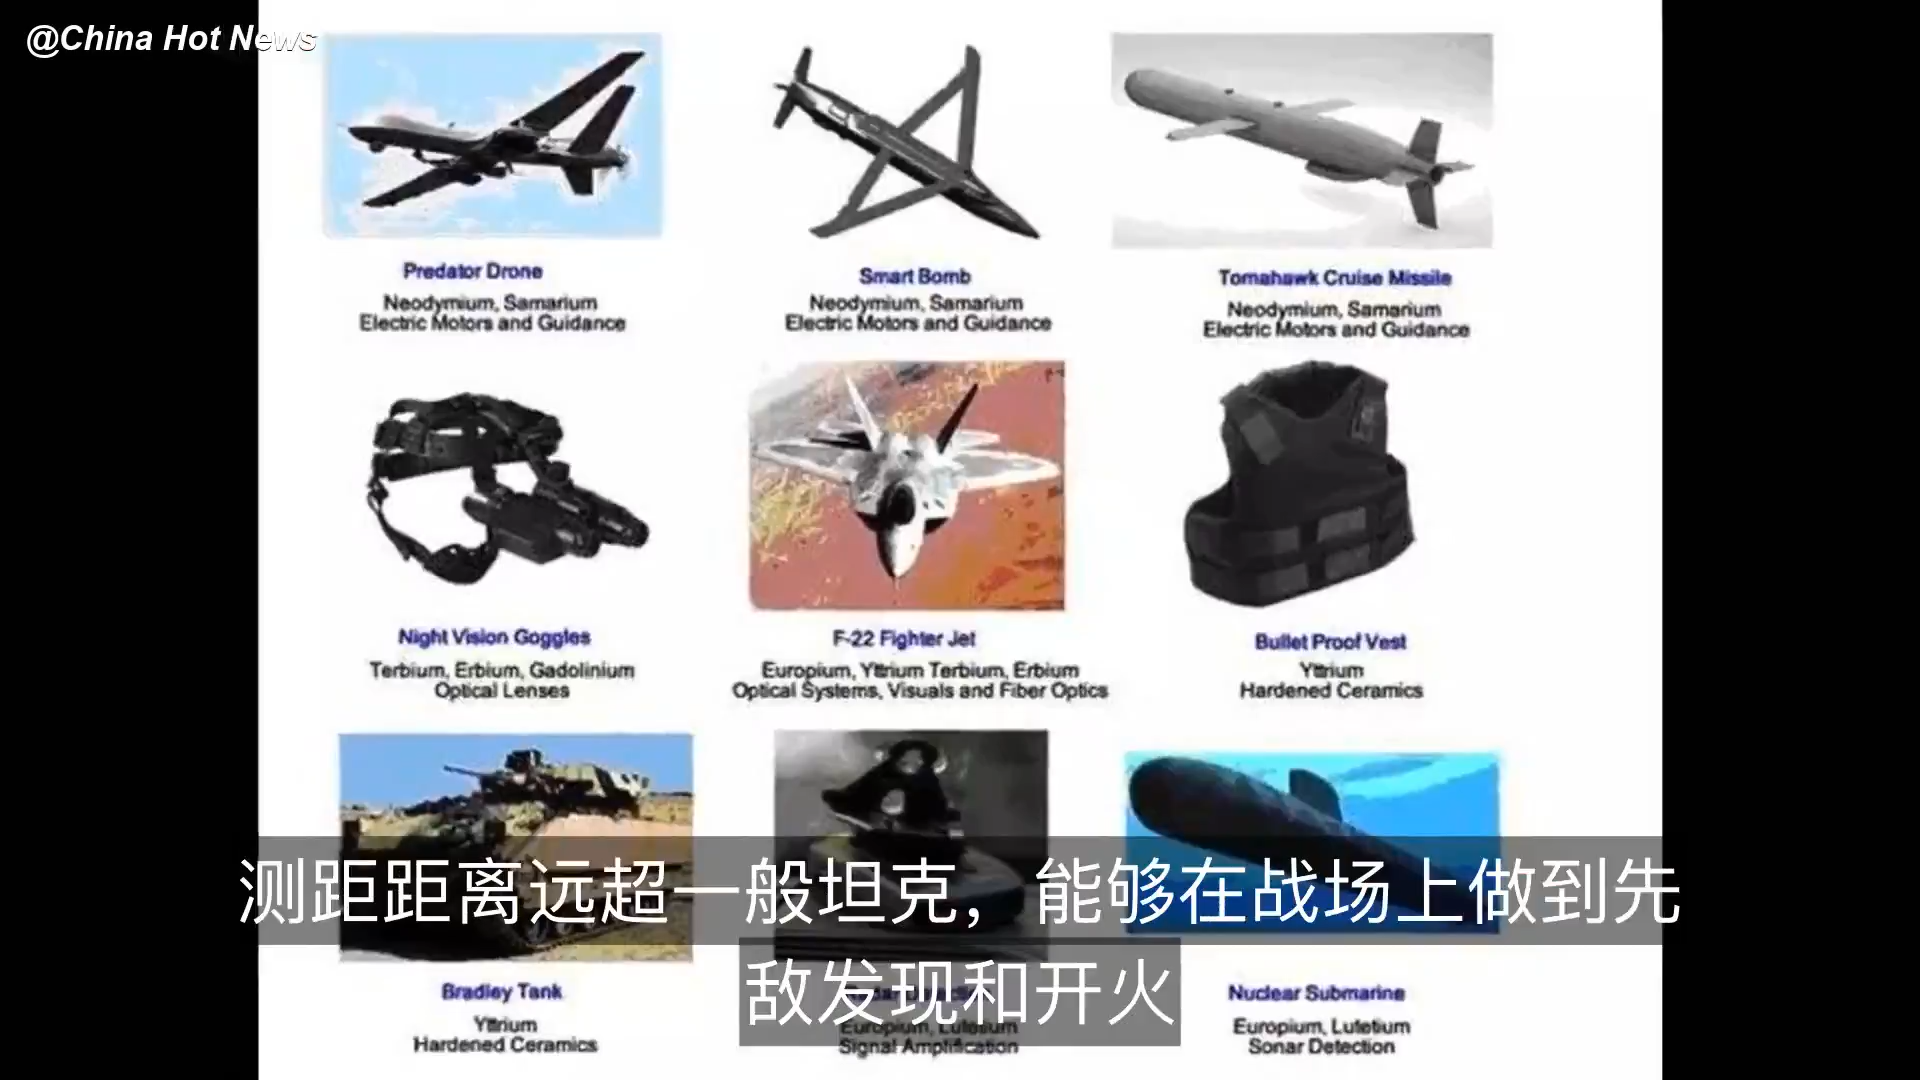 @China Hot News
Predator Drone
Neodymium, Samarium
Electric Motors and Guidance
Smart Bomb
Neodymium, Samarium
Electric Motors and Guidance
Tomahawk Cruise Missile
Neodymium, Samarium
Electric Motors and Guidance
Night Vision Goggles
Terbium, Erbium, Gadolinium
Optical Lenses
F-22 Fighter Jet
Europium, Yttrium Terbium, Erbium
Optical Systems, Visuals and Fiber Optics
Bullet Proof Vest
Yttrium
Hardened Ceramics
测距距离远超一般坦克，能够在战场上做到先
敌发现和开火
Bradley Tank
Yttrium
Hardened Ceramics
Europium, Lutetium
Signal Amplification
Nuclear Submarine
Europium, Lutetium
Sonar Detection